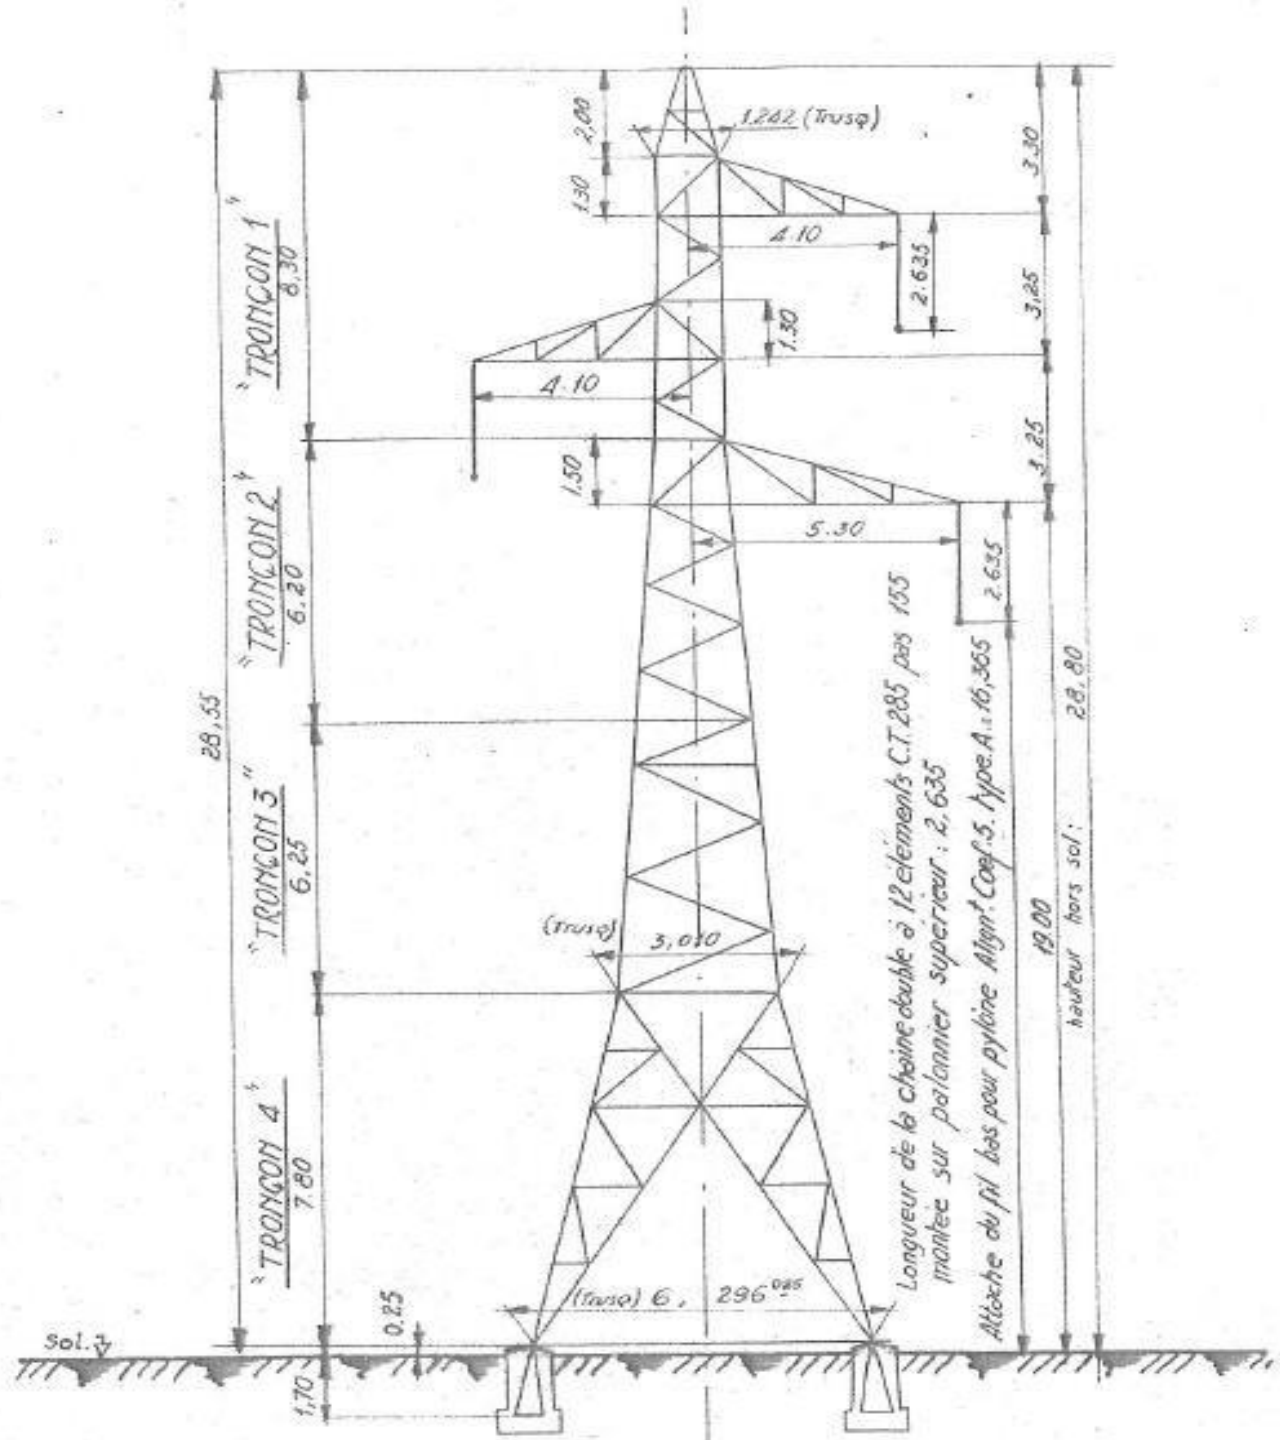 1.242 (Trusq)
2,00
1.30
3.30
4.10
2.635
3,25
"TRONÇON 1"
8,30
1.30
4.10
3.25
1.50
5.30
2.635
"TRONÇON 2"
6.20
28,55
"TRONÇON 3"
6,25
(Trusq)
3,010
Longueur de la chaine double à 12 éléments C.T. 285 pas 155
montée sur palonnier supérieur : 2,635
Attache du fil bas pour pylône Alignt Coef. 5. type A.: 16,365
19.00
hauteur hors sol : 28.80
"TRONÇON 4"
7.80
(Trusq) 6, 296
0.25
Sol.
1,70